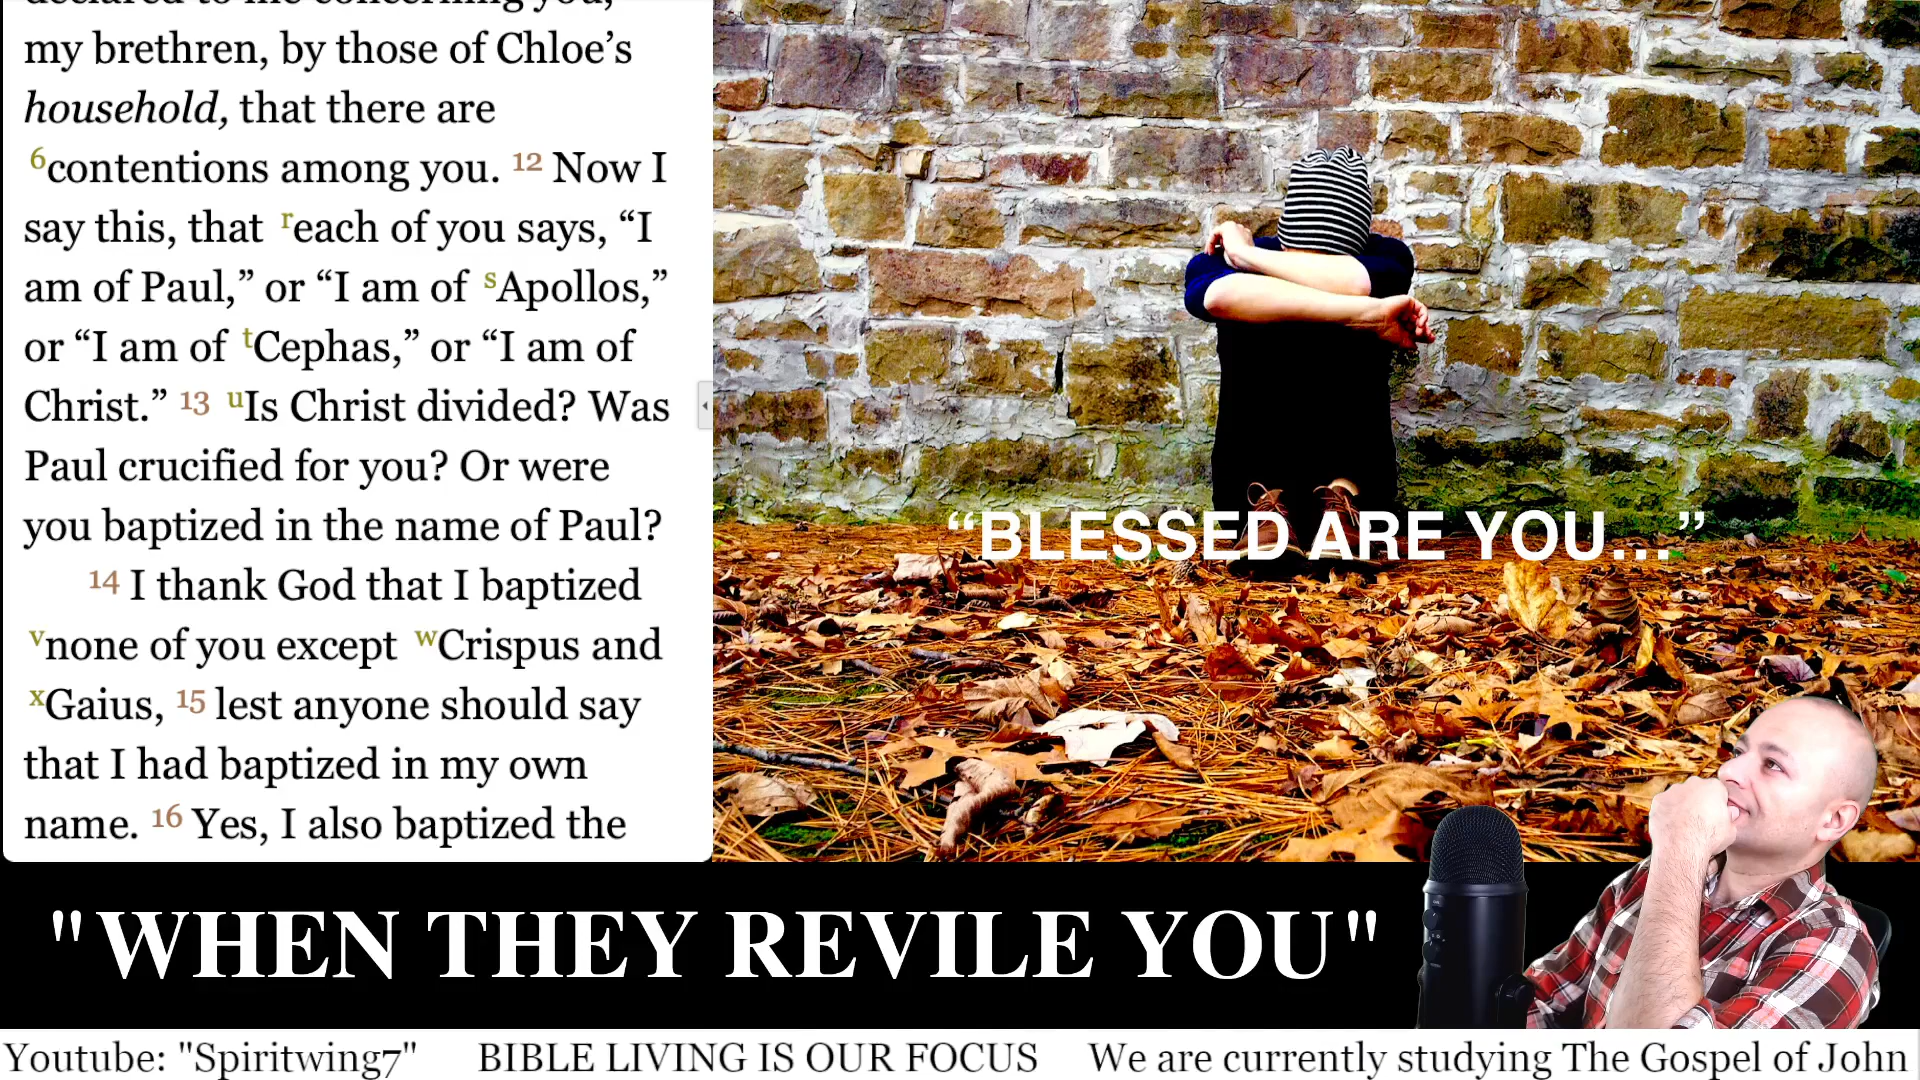 declared to me concerning you,
my brethren, by those of Chloe’s
household, that there are
6contentions among you. 12 Now I
say this, that reach of you says, “I
am of Paul,” or “I am of sApollos,”
or “I am of tCephas,” or “I am of
Christ.” 13 uIs Christ divided? Was
Paul crucified for you? Or were
you baptized in the name of Paul?
14 I thank God that I baptized
vnone of you except wCrispus and
xGaius, 15 lest anyone should say
that I had baptized in my own
name. 16 Yes, I also baptized the
“BLESSED ARE YOU...”
"WHEN THEY REVILE YOU"
Youtube: "Spiritwing7" BIBLE LIVING IS OUR FOCUS We are currently studying The Gospel of John